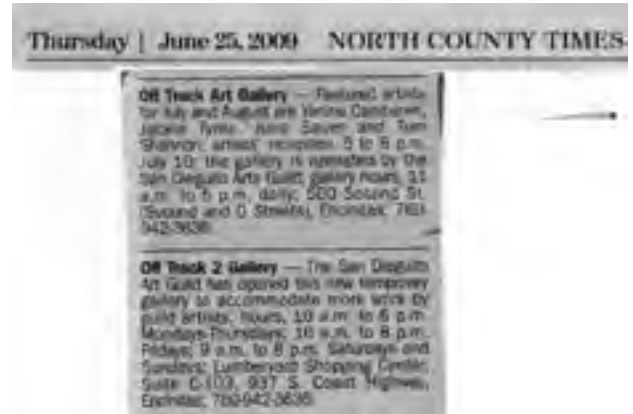 Thursday | June 25, 2009 NORTH COUNTY TIMES
Off Track Art Gallery — Featured artists
for July and August are
and Tom
Shannon; artists' reception, 5 to 8 p.m.
July 10; the gallery is operated by the
San Dieguito Arts Guild; gallery hours, 11
a.m. to 5 p.m. daily; 500 Second St.
(Second and D Streets), Encinitas; 760-
942-3636.
Off Track 2 Gallery — The San Dieguito
Art Guild has opened this new temporary
gallery to accommodate more work by
guild artists; hours, 10 a.m. to 6 p.m.
Mondays-Thursdays; 10 a.m. to 8 p.m.
Fridays; 9 a.m. to 8 p.m. Saturdays and
Sundays; Lumberyard Shopping Center,
Suite C-103, 937 S. Coast Highway,
Encinitas; 760-942-3636.